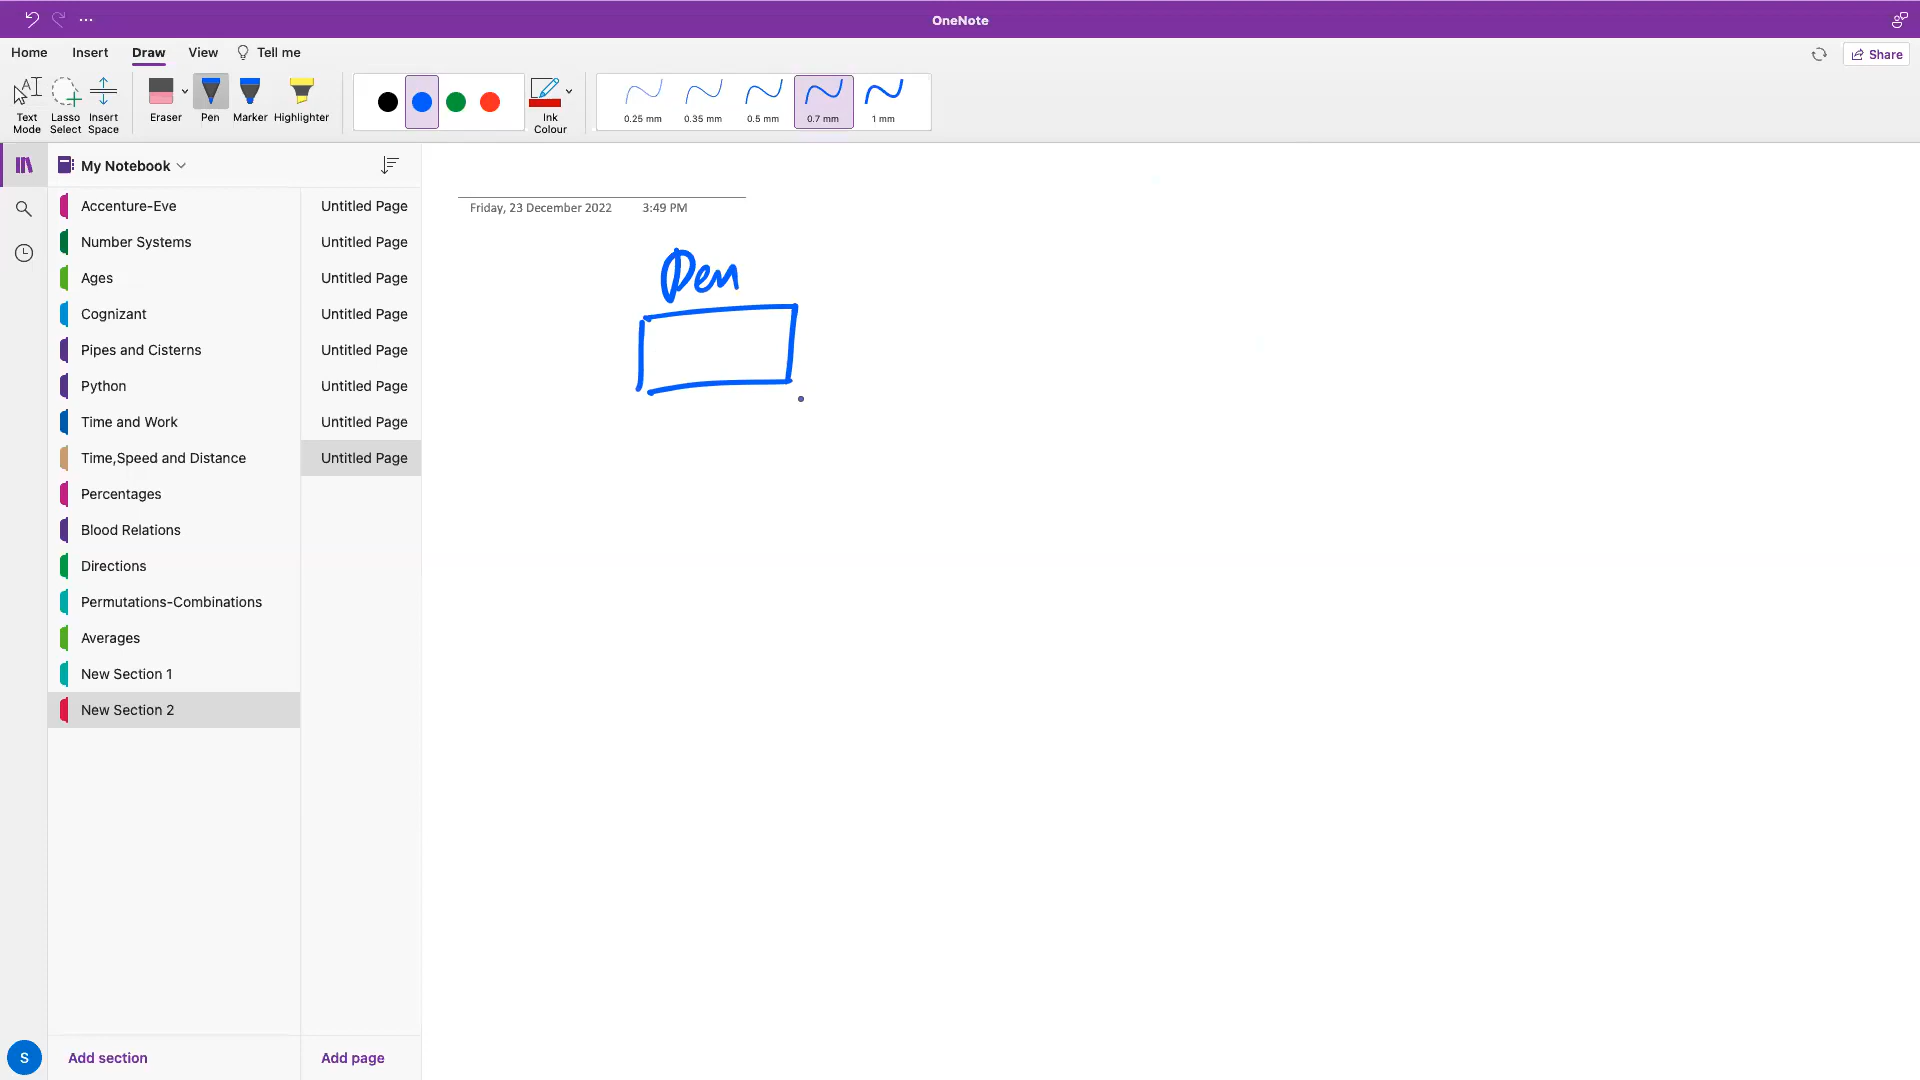 OneNote
Home Insert Draw View Tell me
Share
Text Mode
Lasso Select
Insert Space
Eraser
Pen
Marker
Highlighter
Ink Colour
0.25 mm
0.35 mm
0.5 mm
0.7 mm
1 mm
My Notebook
Accenture-Eve
Number Systems
Ages
Cognizant
Pipes and Cisterns
Python
Time and Work
Time,Speed and Distance
Percentages
Blood Relations
Directions
Permutations-Combinations
Averages
New Section 1
New Section 2
Untitled Page
Untitled Page
Untitled Page
Untitled Page
Untitled Page
Untitled Page
Untitled Page
Untitled Page
Friday, 23 December 2022 3:49 PM
Pen
S
Add section
Add page